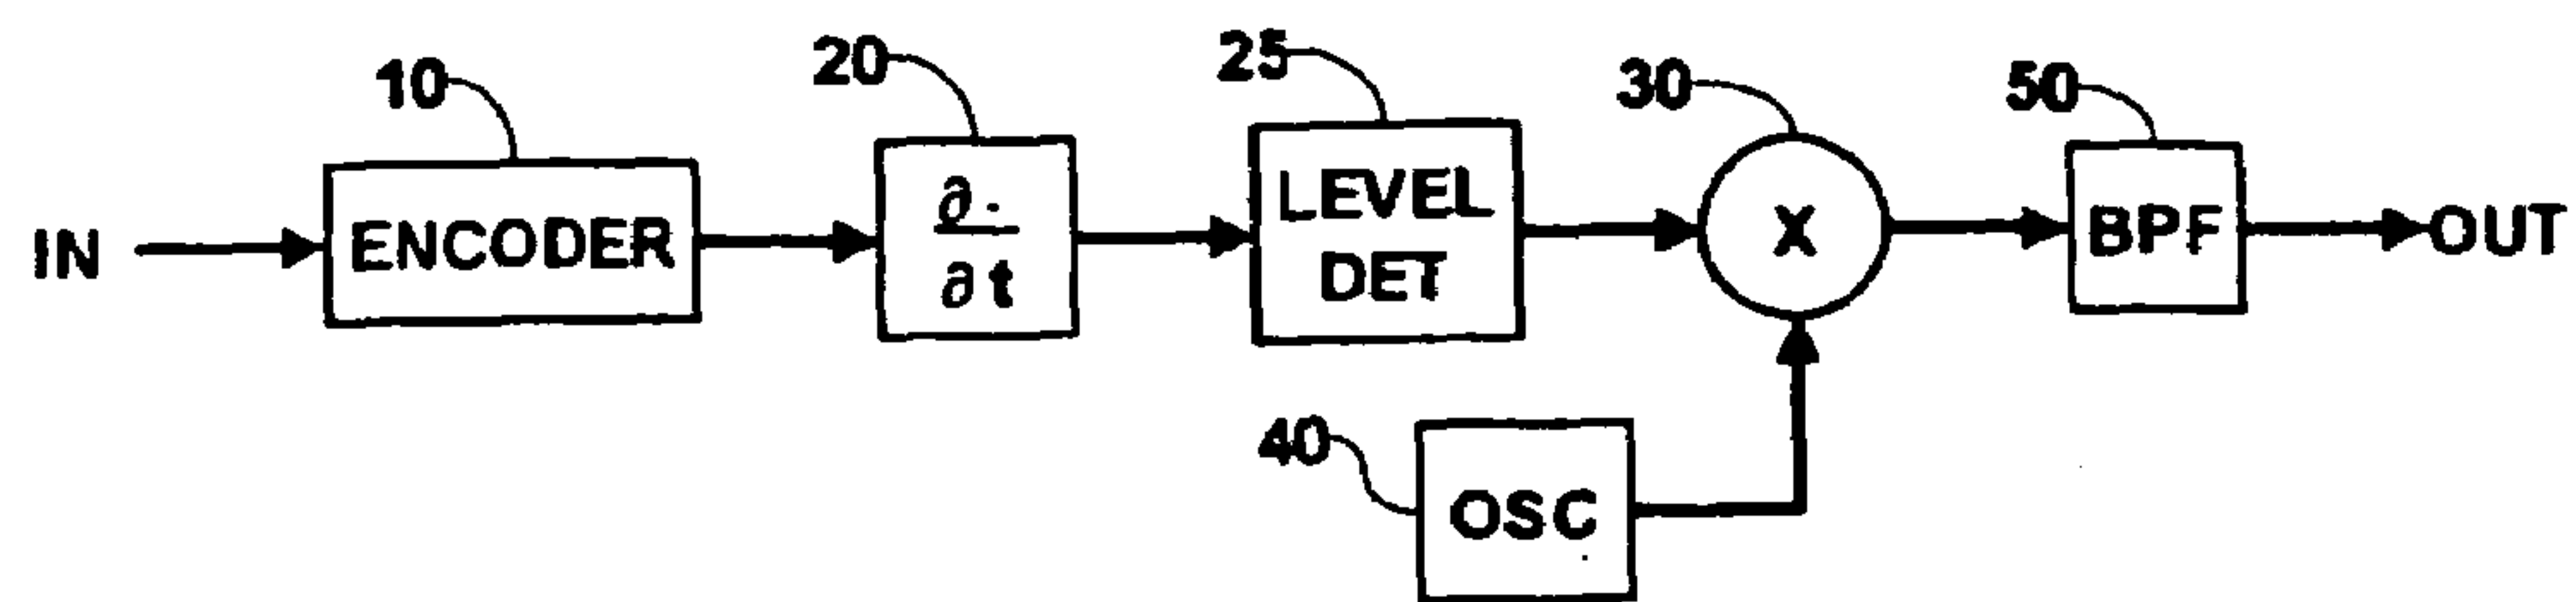 10
20
25
30
50
IN
ENCODER
∂·
∂t
LEVEL
DET
X
BPF
OUT
40
OSC